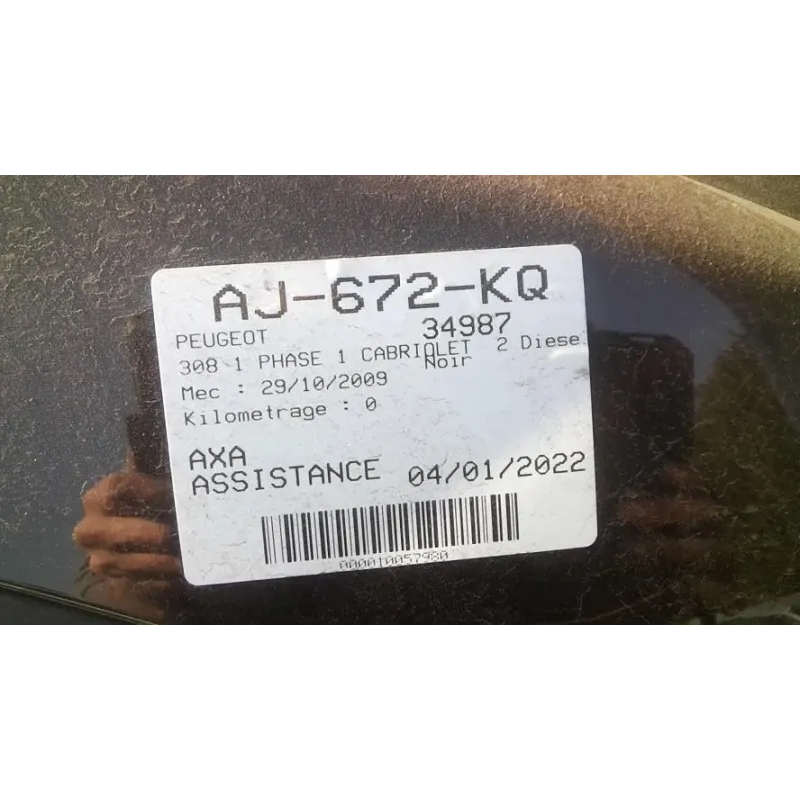 AJ-672-KQ
PEUGEOT 34987
308 1 PHASE 1 CABRIOLET 2 Diese
Noir
Mec : 29/10/2009
Kilometrage : 0
AXA
ASSISTANCE 04/01/2022
000010057980